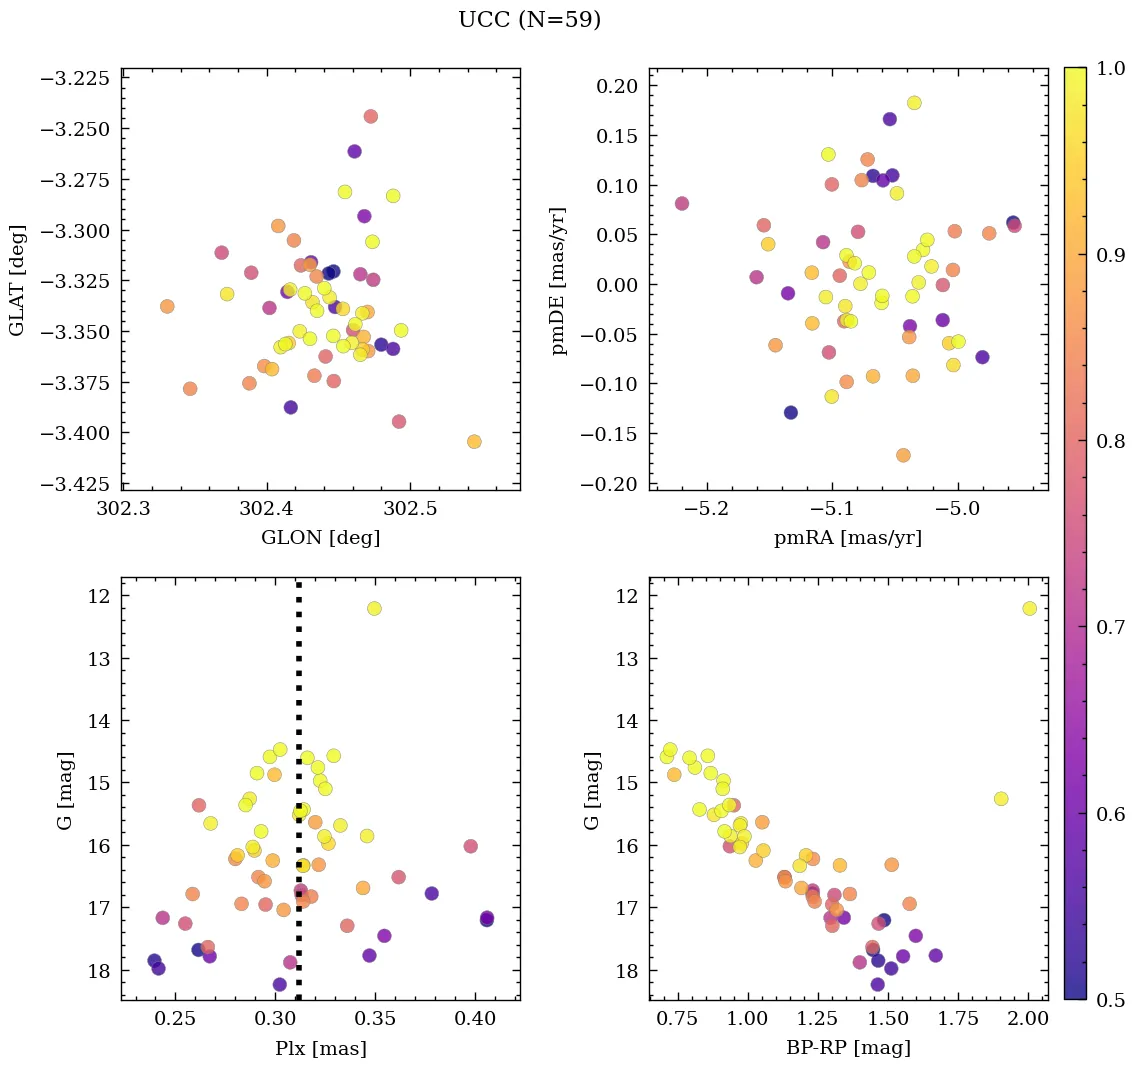 UCC (N=59)
−3.225
−3.250
−3.275
−3.300
−3.325
−3.350
−3.375
−3.400
−3.425
GLAT [deg]
302.3 302.4 302.5
GLON [deg]
0.20
0.15
0.10
0.05
0.00
−0.05
−0.10
−0.15
−0.20
pmDE [mas/yr]
−5.2 −5.1 −5.0
pmRA [mas/yr]
12
13
14
15
16
17
18
G [mag]
0.25 0.30 0.35 0.40
Plx [mas]
12
13
14
15
16
17
18
G [mag]
0.75 1.00 1.25 1.50 1.75 2.00
BP-RP [mag]
1.0
0.9
0.8
0.7
0.6
0.5